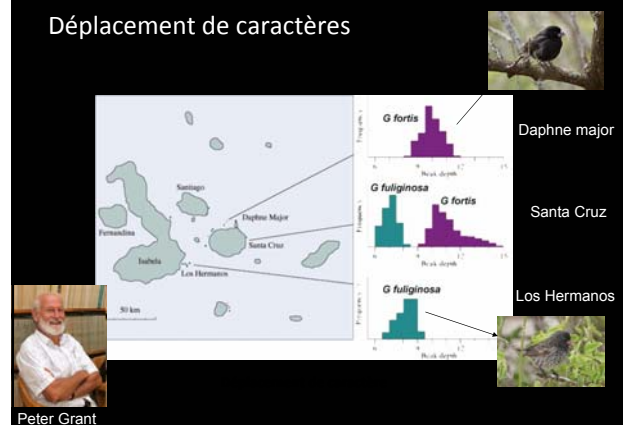 Déplacement de caractères
G fortis
Daphne major
Beak depth
G fuliginosa
G fortis
Santa Cruz
Beak depth
G fuliginosa
Los Hermanos
Beak depth
Santiago
Daphne Major
Fernandina
Santa Cruz
Isabela
Los Hermanos
50 km
Peter Grant